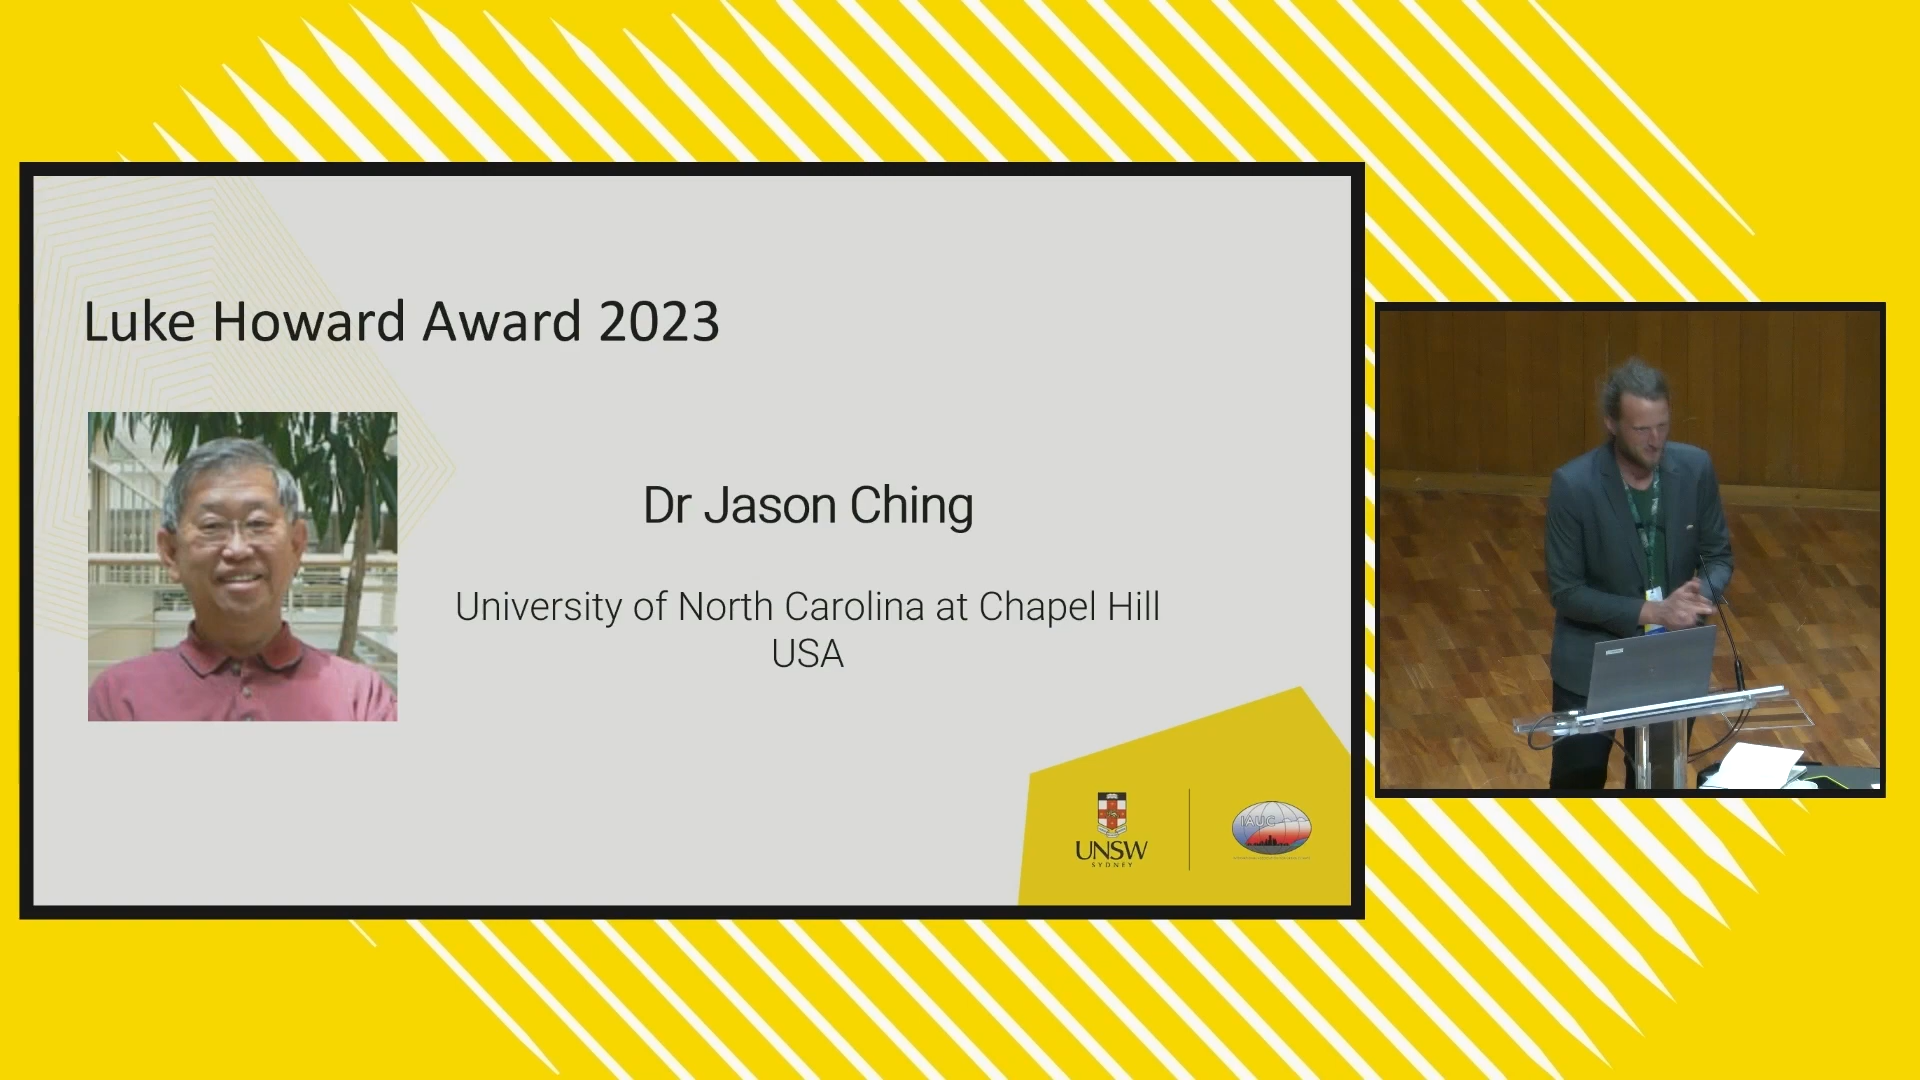 Luke Howard Award 2023
Dr Jason Ching
University of North Carolina at Chapel Hill
USA
UNSW
SYDNEY
IAUC